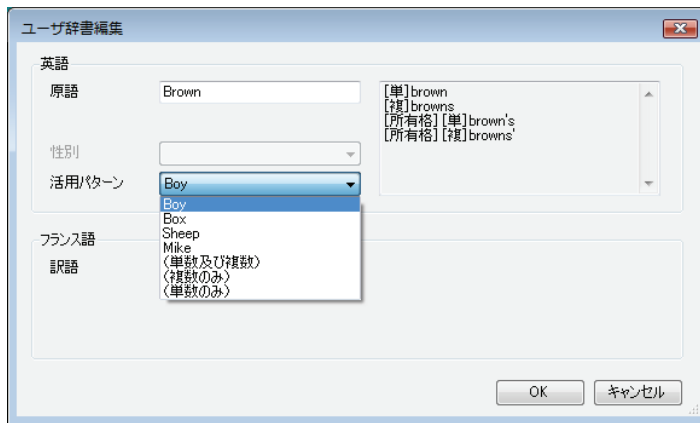 ユーザ辞書編集
英語
原語
Brown
[単]brown
[複]browns
[所有格][単]brown's
[所有格][複]browns'
性別
活用パターン
Boy
Boy
Box
Sheep
Mike
(単数及び複数)
(複数のみ)
(単数のみ)
フランス語
訳語
OK
キャンセル